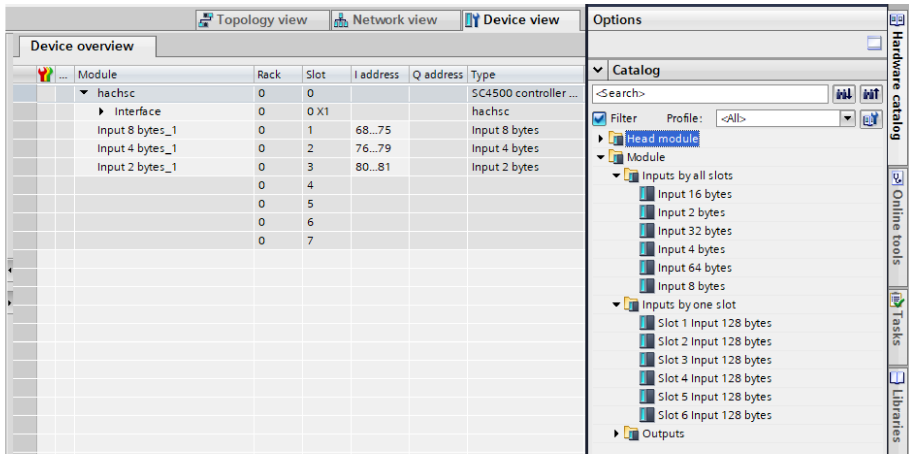 Topology view Network view Device view
Device overview
... Module Rack Slot I address Q address Type
hachsc 0 0 SC4500 controller ...
Interface 0 0 X1 hachsc
Input 8 bytes_1 0 1 68...75 Input 8 bytes
Input 4 bytes_1 0 2 76...79 Input 4 bytes
Input 2 bytes_1 0 3 80...81 Input 2 bytes
0 4
0 5
0 6
0 7
Options
Catalog
<Search>
Filter Profile: <All>
Head module
Module
Inputs by all slots
Input 16 bytes
Input 2 bytes
Input 32 bytes
Input 4 bytes
Input 64 bytes
Input 8 bytes
Inputs by one slot
Slot 1 Input 128 bytes
Slot 2 Input 128 bytes
Slot 3 Input 128 bytes
Slot 4 Input 128 bytes
Slot 5 Input 128 bytes
Slot 6 Input 128 bytes
Outputs
Hardware catalog
Online tools
Tasks
Libraries